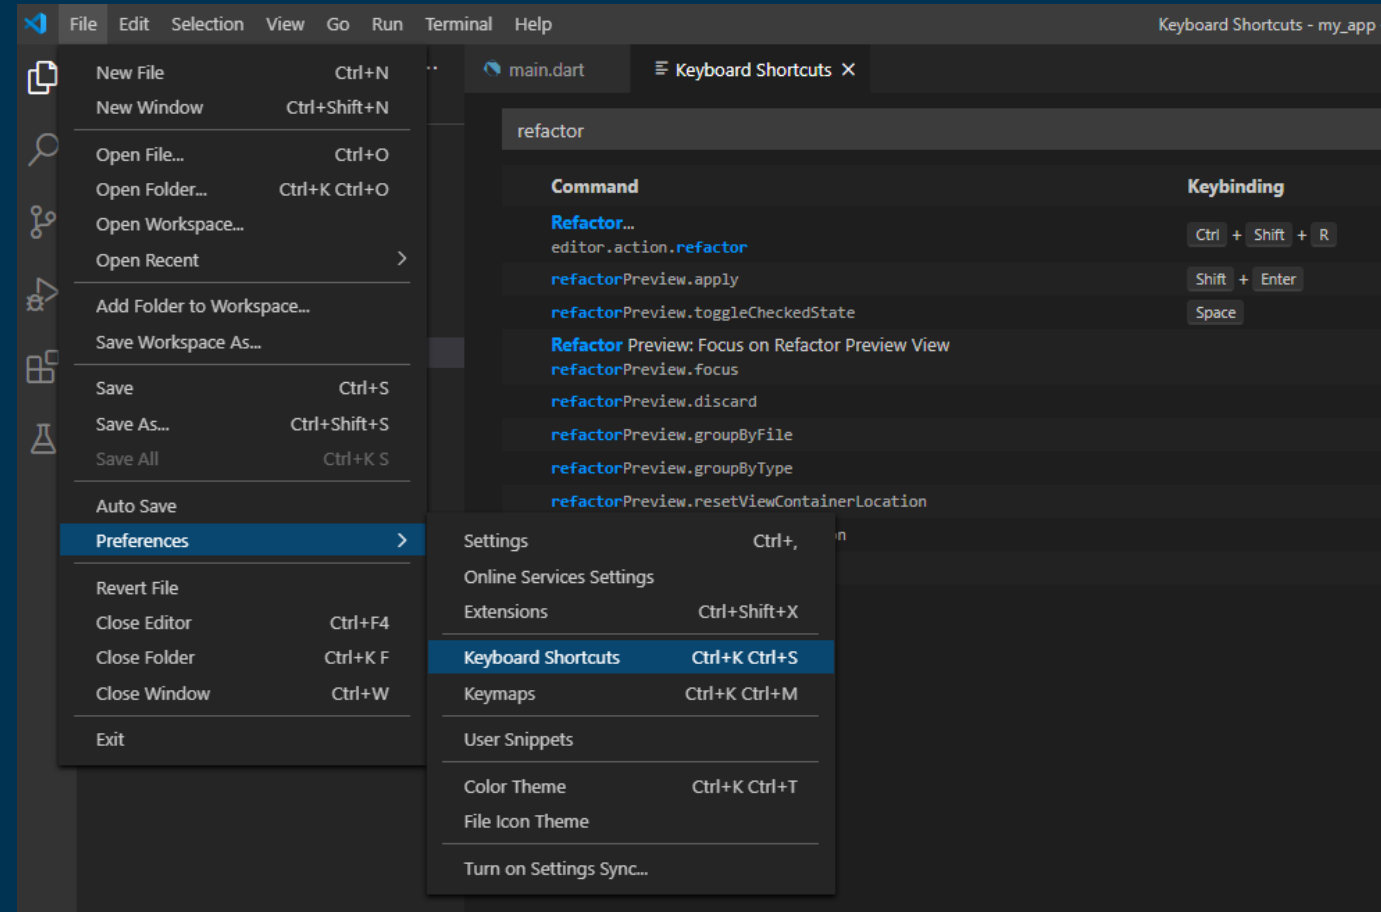 File Edit Selection View Go Run Terminal Help Keyboard Shortcuts - my_app
New File Ctrl+N
New Window Ctrl+Shift+N
Open File... Ctrl+O
Open Folder... Ctrl+K Ctrl+O
Open Workspace...
Open Recent
Add Folder to Workspace...
Save Workspace As...
Save Ctrl+S
Save As... Ctrl+Shift+S
Save All Ctrl+K S
Auto Save
Preferences
Revert File
Close Editor Ctrl+F4
Close Folder Ctrl+K F
Close Window Ctrl+W
Exit
main.dart Keyboard Shortcuts
refactor
Command Keybinding
Refactor... Ctrl + Shift + R
editor.action.refactor
refactorPreview.apply Shift + Enter
refactorPreview.toggleCheckedState Space
Refactor Preview: Focus on Refactor Preview View
refactorPreview.focus
refactorPreview.discard
refactorPreview.groupByFile
refactorPreview.groupByType
refactorPreview.resetViewContainerLocation
Settings Ctrl+,
Online Services Settings
Extensions Ctrl+Shift+X
Keyboard Shortcuts Ctrl+K Ctrl+S
Keymaps Ctrl+K Ctrl+M
User Snippets
Color Theme Ctrl+K Ctrl+T
File Icon Theme
Turn on Settings Sync...